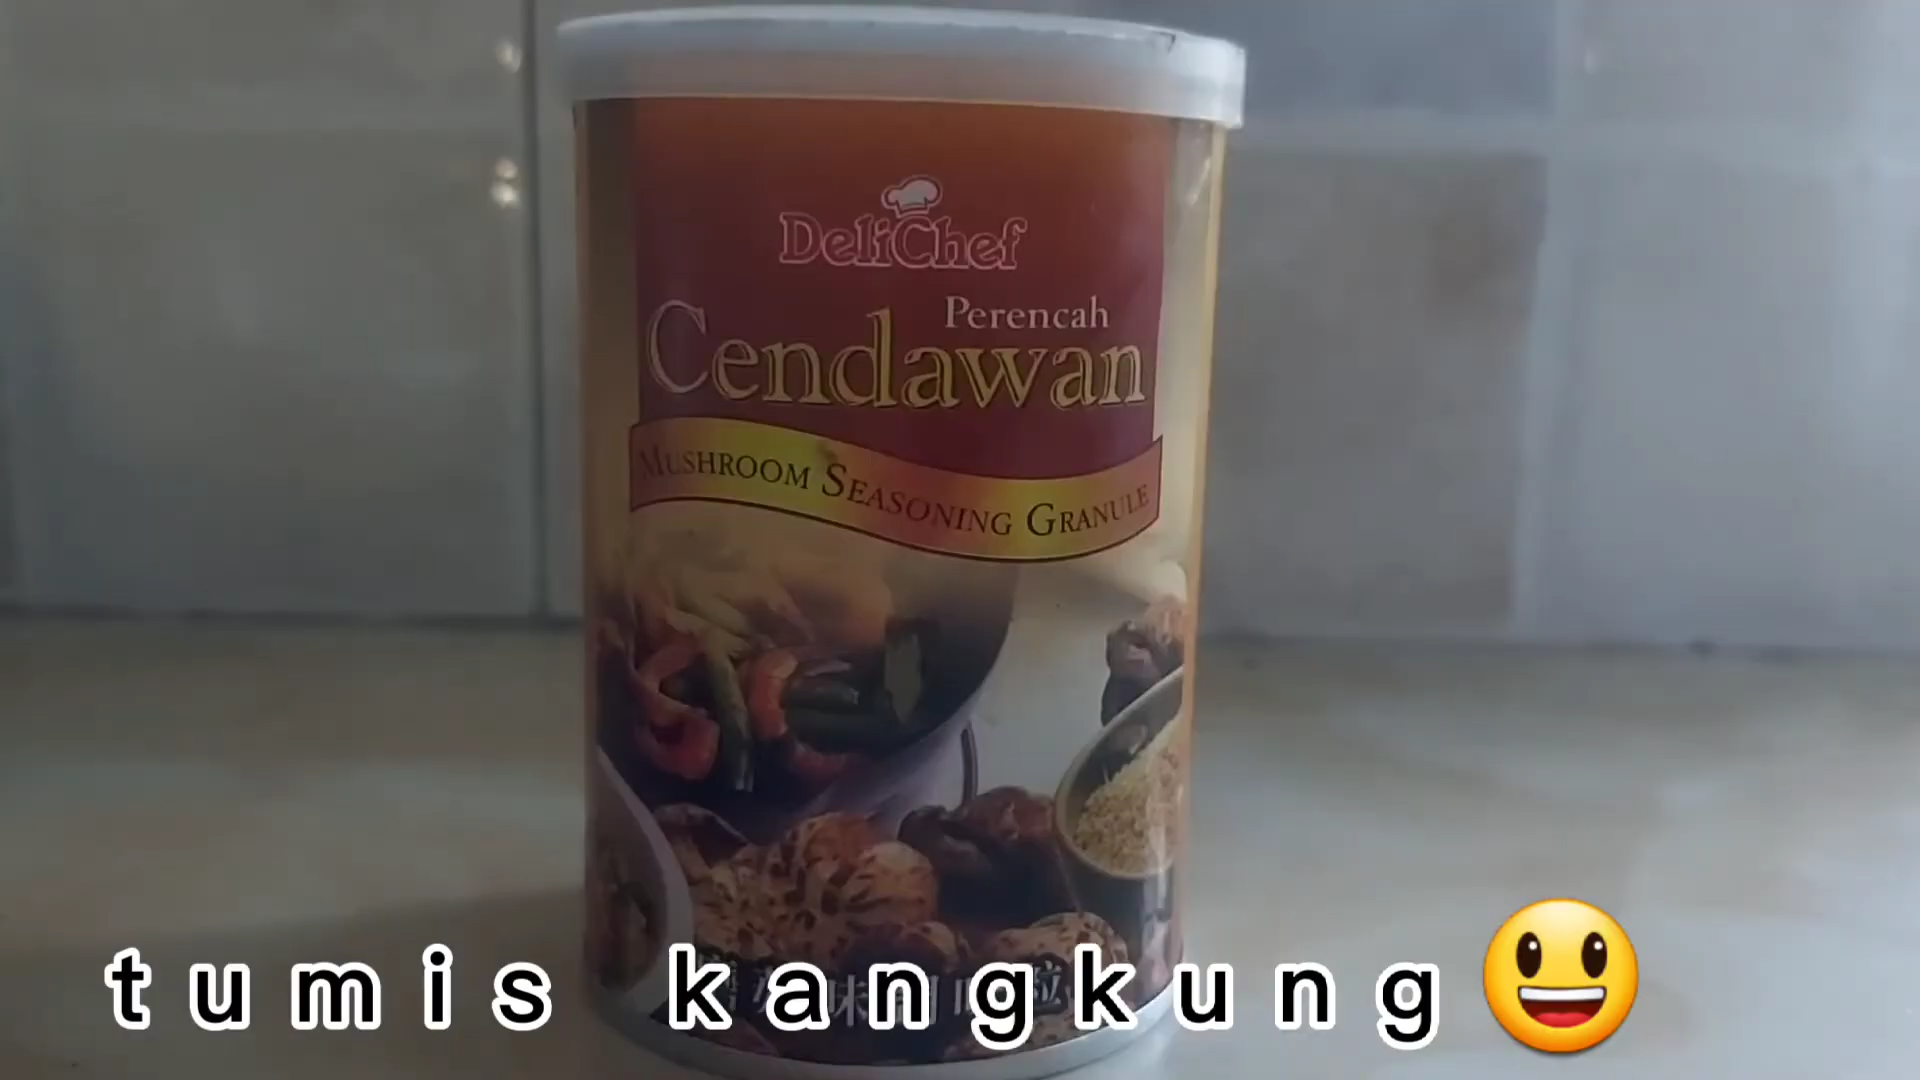 DeliChef
Perencah
Cendawan
MUSHROOM SEASONING GRANULE
tumis kangkung😃